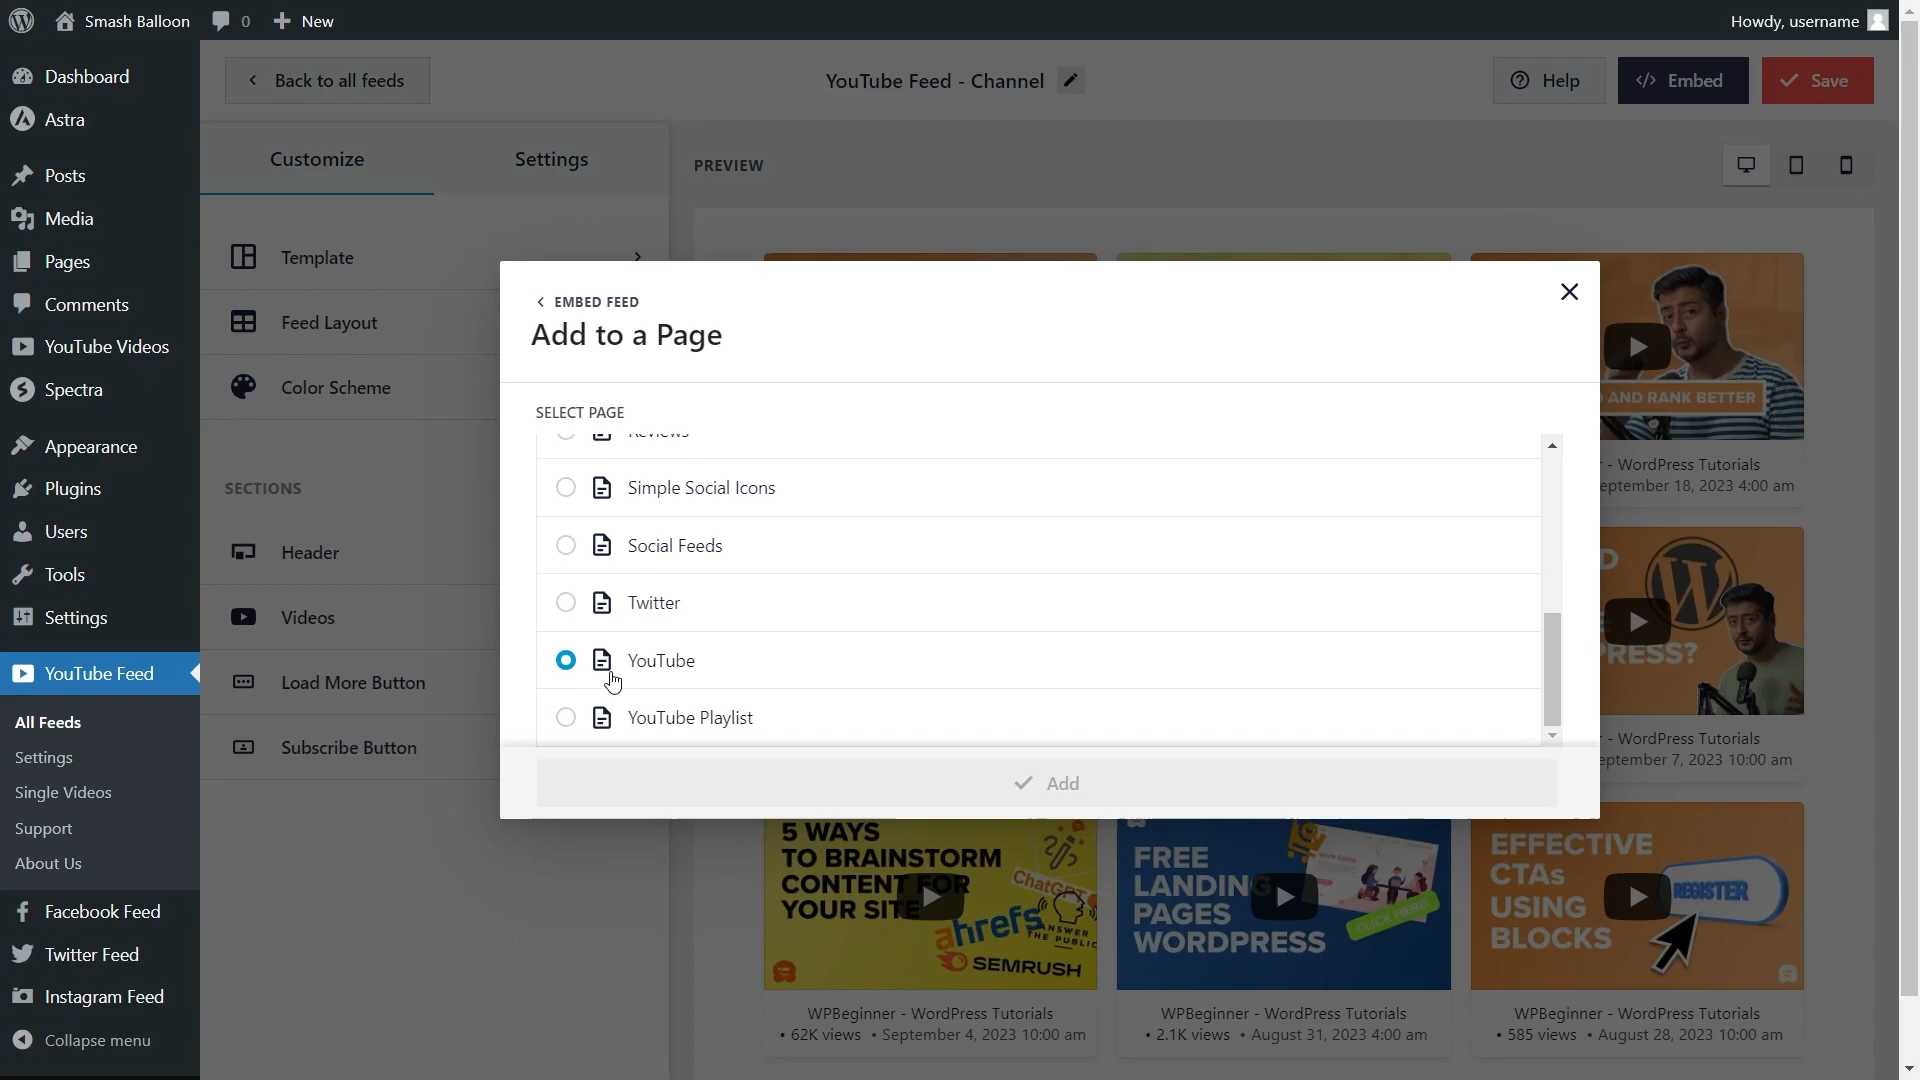 Smash Balloon
0
New
Howdy, username
Dashboard
Astra
Posts
Media
Pages
Comments
YouTube Videos
Spectra
Appearance
Plugins
Users
Tools
Settings
YouTube Feed
All Feeds
Settings
Single Videos
Support
About Us
Facebook Feed
Twitter Feed
Instagram Feed
Collapse menu
Back to all feeds
YouTube Feed - Channel
Help
</> Embed
Save
Customize
Settings
Template
Feed Layout
Color Scheme
SECTIONS
Header
Videos
Load More Button
Subscribe Button
PREVIEW
EMBED FEED
Add to a Page
SELECT PAGE
Simple Social Icons
Social Feeds
Twitter
YouTube
YouTube Playlist
Add
AND RANK BETTER
- WordPress Tutorials
eptember 18, 2023 4:00 am
- WordPress Tutorials
eptember 7, 2023 10:00 am
5 WAYS
TO BRAINSTORM
CONTENT FOR
YOUR SITE
ChatGPT
ahrefs
ANSWER
THE PUBLIC
SEMRUSH
WPBeginner - WordPress Tutorials
• 62K views • September 4, 2023 10:00 am
FREE
LANDING
PAGES
WORDPRESS
CLICK HERE!
WPBeginner - WordPress Tutorials
• 2.1K views • August 31, 2023 4:00 am
EFFECTIVE
CTAs
USING
BLOCKS
REGISTER
WPBeginner - WordPress Tutorials
• 585 views • August 28, 2023 10:00 am